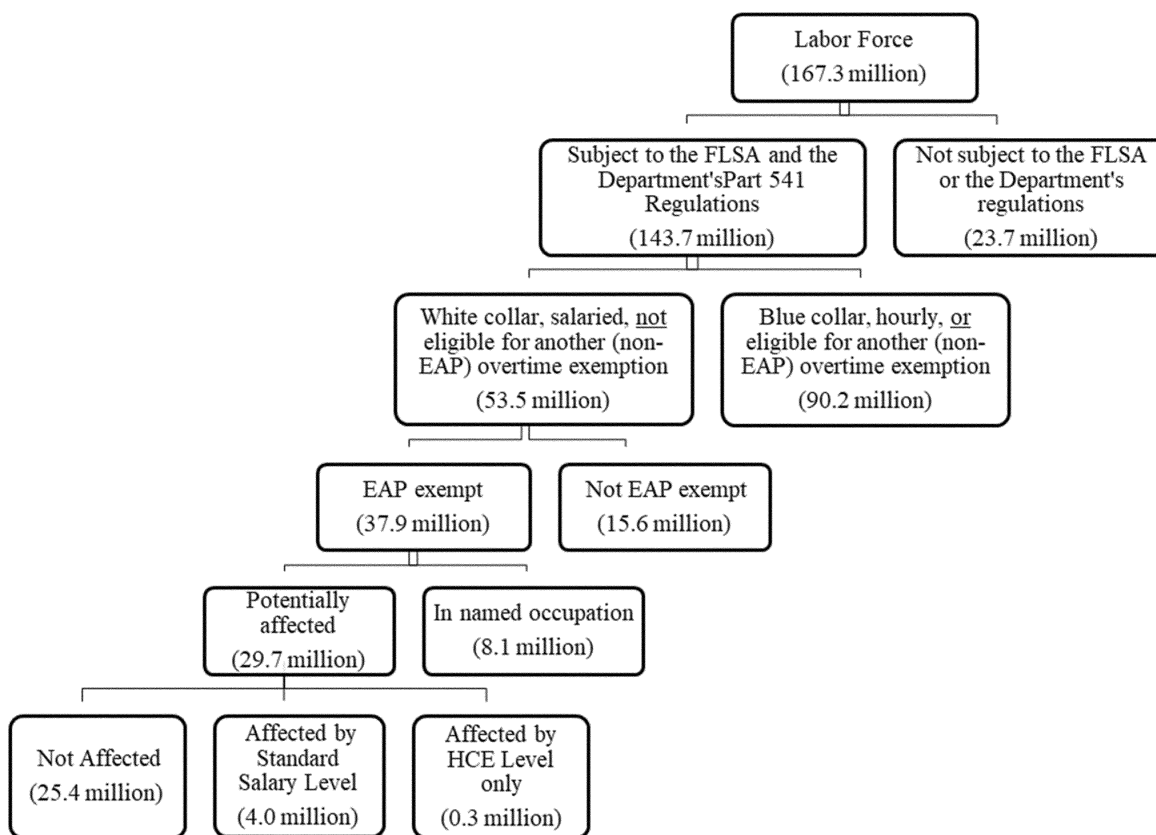 Labor Force
(167.3 million)
Subject to the FLSA and the
Department'sPart 541
Regulations
(143.7 million)
Not subject to the FLSA
or the Department's
regulations
(23.7 million)
White collar, salaried, not
eligible for another (non-
EAP) overtime exemption
(53.5 million)
Blue collar, hourly, or
eligible for another (non-
EAP) overtime exemption
(90.2 million)
EAP exempt
(37.9 million)
Not EAP exempt
(15.6 million)
Potentially
affected
(29.7 million)
In named occupation
(8.1 million)
Not Affected
(25.4 million)
Affected by
Standard
Salary Level
(4.0 million)
Affected by
HCE Level
only
(0.3 million)